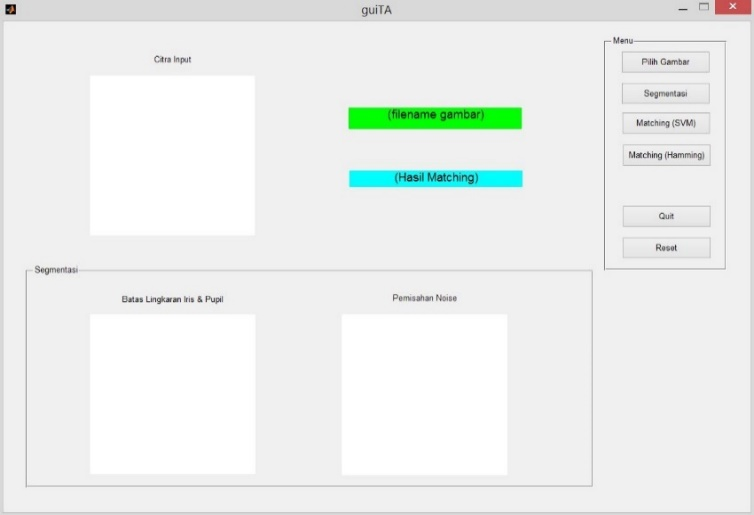 guiTA
Citra Input
(filename gambar)
(Hasil Matching)
Menu
Pilih Gambar
Segmentasi
Matching (SVM)
Matching (Hamming)
Quit
Reset
Segmentasi
Batas Lingkaran Iris & Pupil
Pemisahan Noise